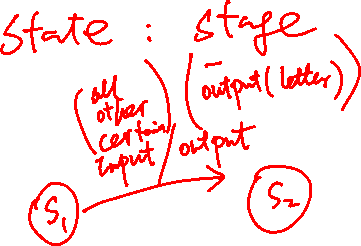 state : stage
(– output(letter))
(all
other
certain
input) / output
S1 S2